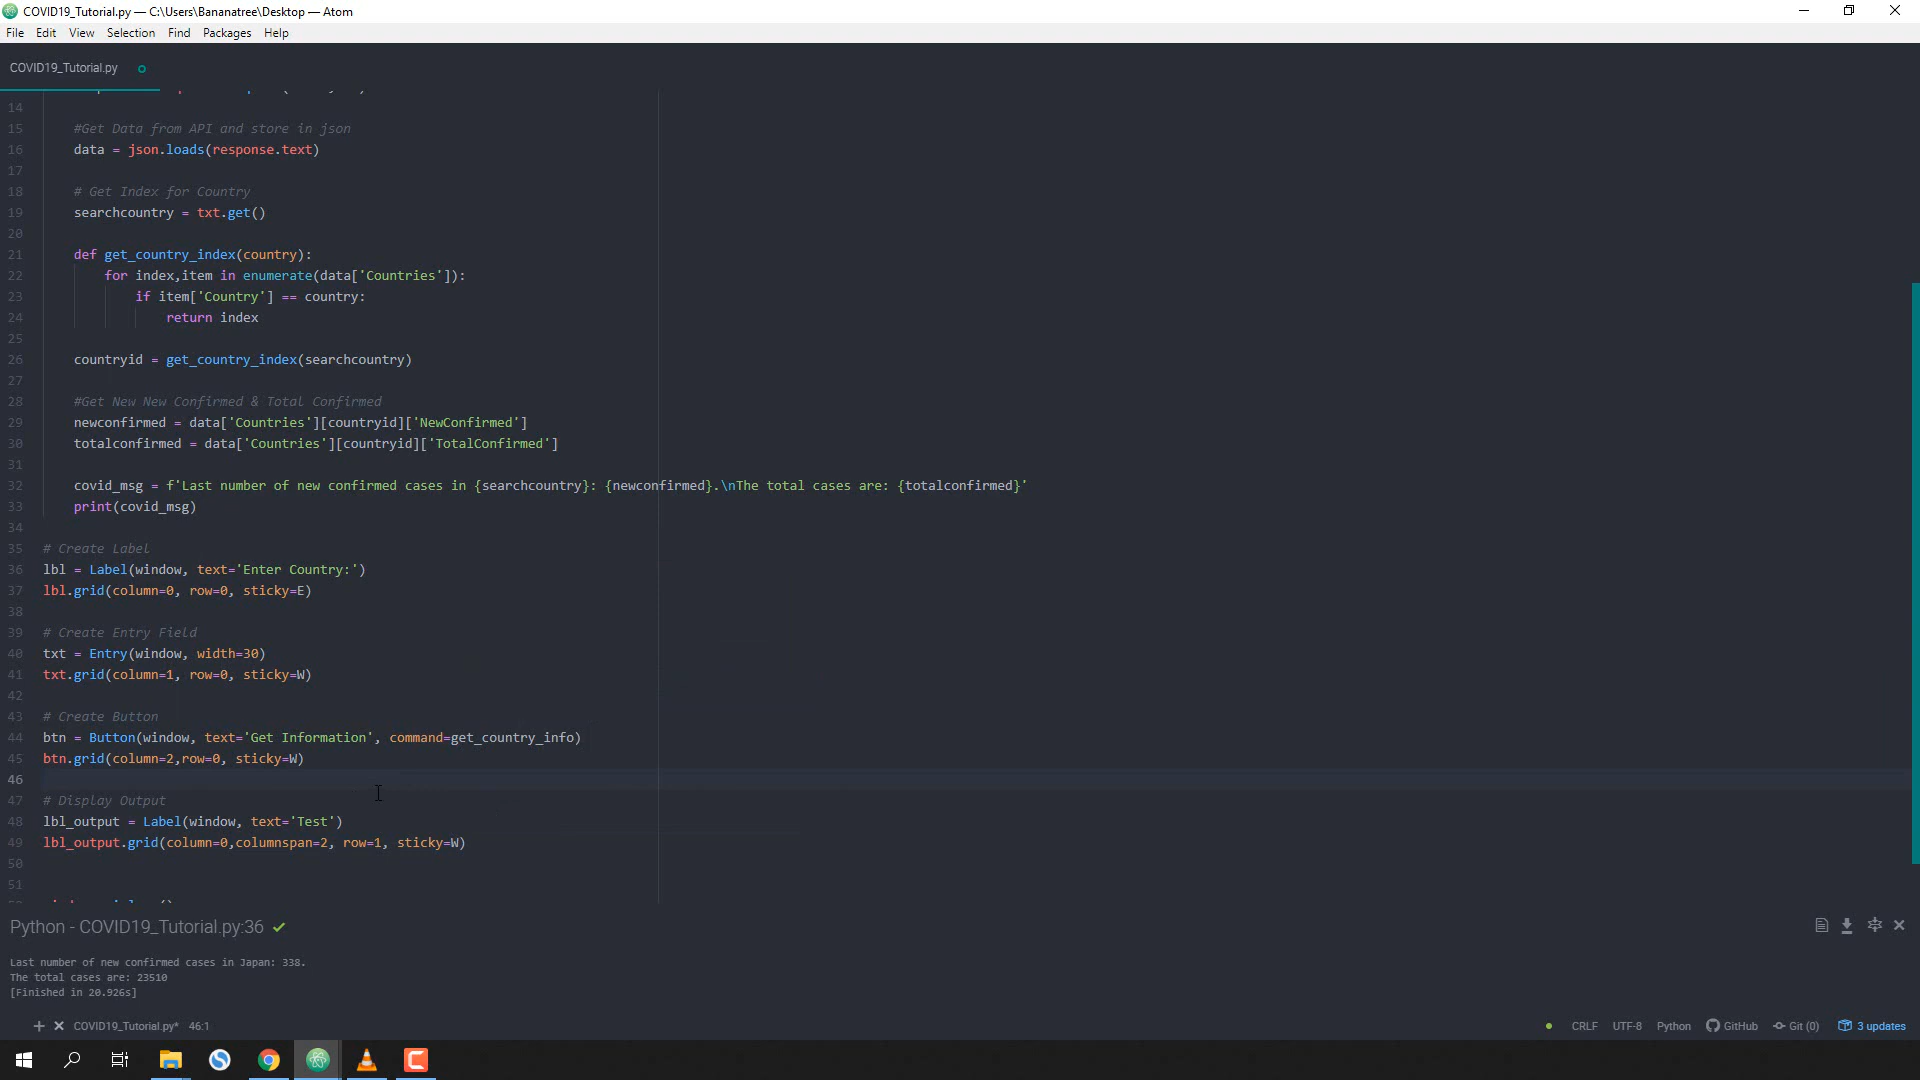 COVID19_Tutorial.py — C:\Users\Bananatree\Desktop — Atom
File Edit View Selection Find Packages Help
COVID19_Tutorial.py
14
15 #Get Data from API and store in json
16 data = json.loads(response.text)
17
18 # Get Index for Country
19 searchcountry = txt.get()
20
21 def get_country_index(country):
22 for index,item in enumerate(data['Countries']):
23 if item['Country'] == country:
24 return index
25
26 countryid = get_country_index(searchcountry)
27
28 #Get New New Confirmed & Total Confirmed
29 newconfirmed = data['Countries'][countryid]['NewConfirmed']
30 totalconfirmed = data['Countries'][countryid]['TotalConfirmed']
31
32 covid_msg = f'Last number of new confirmed cases in {searchcountry}: {newconfirmed}.\nThe total cases are: {totalconfirmed}'
33 print(covid_msg)
34
35 # Create Label
36 lbl = Label(window, text='Enter Country:')
37 lbl.grid(column=0, row=0, sticky=E)
38
39 # Create Entry Field
40 txt = Entry(window, width=30)
41 txt.grid(column=1, row=0, sticky=W)
42
43 # Create Button
44 btn = Button(window, text='Get Information', command=get_country_info)
45 btn.grid(column=2,row=0, sticky=W)
46
47 # Display Output
48 lbl_output = Label(window, text='Test')
49 lbl_output.grid(column=0,columnspan=2, row=1, sticky=W)
50
51
Python - COVID19_Tutorial.py:36
Last number of new confirmed cases in Japan: 338.
The total cases are: 23510
[Finished in 20.926s]
COVID19_Tutorial.py* 46:1 CRLF UTF-8 Python GitHub Git (0) 3 updates